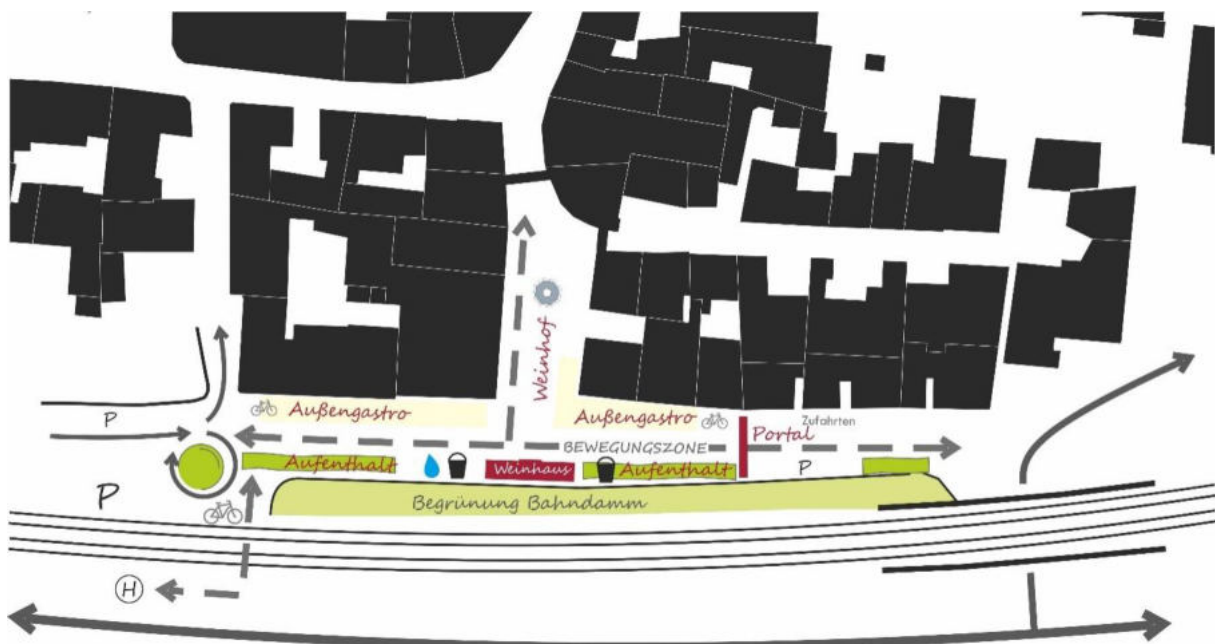 Weinhof
Außengastro
Außengastro
Zufahrten
P
Portal
BEWEGUNGSZONE
Aufenthalt
Weinhaus
Aufenthalt
P
P
Begrünung Bahndamm
H